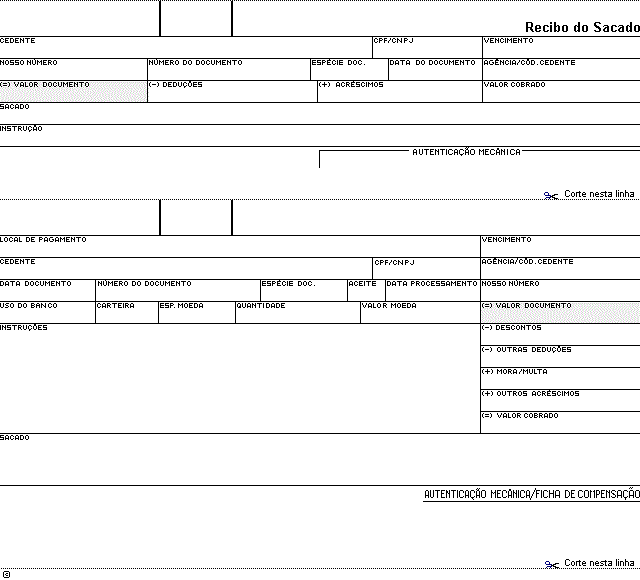 Recibo do Sacado
CEDENTE CPF/CNPJ VENCIMENTO
NOSSO NÚMERO NÚMERO DO DOCUMENTO ESPÉCIE DOC. DATA DO DOCUMENTO AGÊNCIA/CÓD.CEDENTE
(=) VALOR DOCUMENTO (-) DEDUÇÕES (+) ACRÉSCIMOS VALOR COBRADO
SACADO
INSTRUÇÃO
AUTENTICAÇÃO MECÂNICA
Corte nesta linha
LOCAL DE PAGAMENTO VENCIMENTO
CEDENTE CPF/CNPJ AGÊNCIA/CÓD.CEDENTE
DATA DOCUMENTO NÚMERO DO DOCUMENTO ESPÉCIE DOC. ACEITE DATA PROCESSAMENTO NOSSO NÚMERO
USO DO BANCO CARTEIRA ESP. MOEDA QUANTIDADE VALOR MOEDA (=) VALOR DOCUMENTO
INSTRUÇÕES (-) DESCONTOS
(-) OUTRAS DEDUÇÕES
(+) MORA/MULTA
(+) OUTROS ACRÉSCIMOS
(=) VALOR COBRADO
SACADO
AUTENTICAÇÃO MECÂNICA/FICHA DE COMPENSAÇÃO
Corte nesta linha